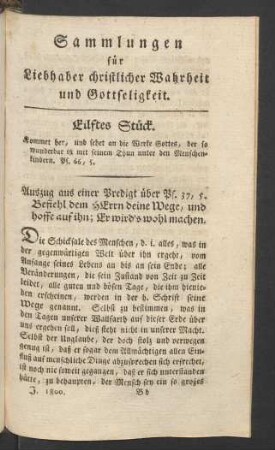 Sammlungen
für
Liebhaber christlicher Wahrheit
und Gottseligkeit.
Eilftes Stück.
Kommet her, und sehet an die Werke Gottes, der so
wunderbar ist mit seinem Thun unter den Menschen-
kindern. Ps. 66, 5.
Auszug aus einer Predigt über Ps. 37, 5.
Befiehl dem HErrn deine Wege, und
hoffe auf ihn; Er wird's wohl machen.
Die Schicksale des Menschen, d. i. alles, was in
der gegenwärtigen Welt über ihn ergeht, vom
Anfange seines Lebens an bis an sein Ende; alle
Veränderungen, die sein Zustand von Zeit zu Zeit
leidet, alle guten und bösen Tage, die ihm hienie-
den erscheinen, werden in der h. Schrift seine
Wege genannt. Selbst zu bestimmen, was in
den Tagen unserer Wallfarth auf dieser Erde über
uns ergehen soll, dieß steht nicht in unserer Macht.
Selbst der Unglaube, der doch stolz und verwegen
genug ist, daß er sogar dem Allmächtigen allen Ein-
fluß auf menschliche Dinge abzusprechen sich erfrechet,
ist noch nie soweit gegangen, daß er sich unterstanden
hätte, zu behaupten, der Mensch sey ein so großes
J. 1800. Bb